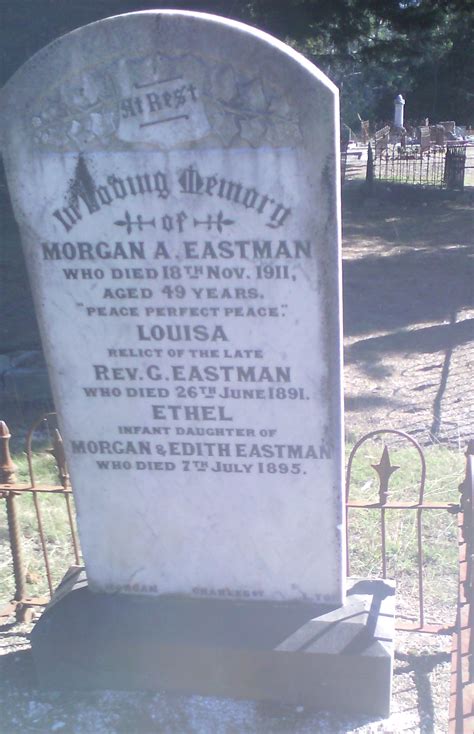 At Rest
In Loving Memory
of
MORGAN A. EASTMAN
WHO DIED 18TH NOV. 1911,
AGED 49 YEARS.
"PEACE PERFECT PEACE."
LOUISA
RELICT OF THE LATE
REV. G. EASTMAN
WHO DIED 26TH JUNE 1891.
ETHEL
INFANT DAUGHTER OF
MORGAN & EDITH EASTMAN
WHO DIED 7TH JULY 1895.
MORGAN CHARLES ST